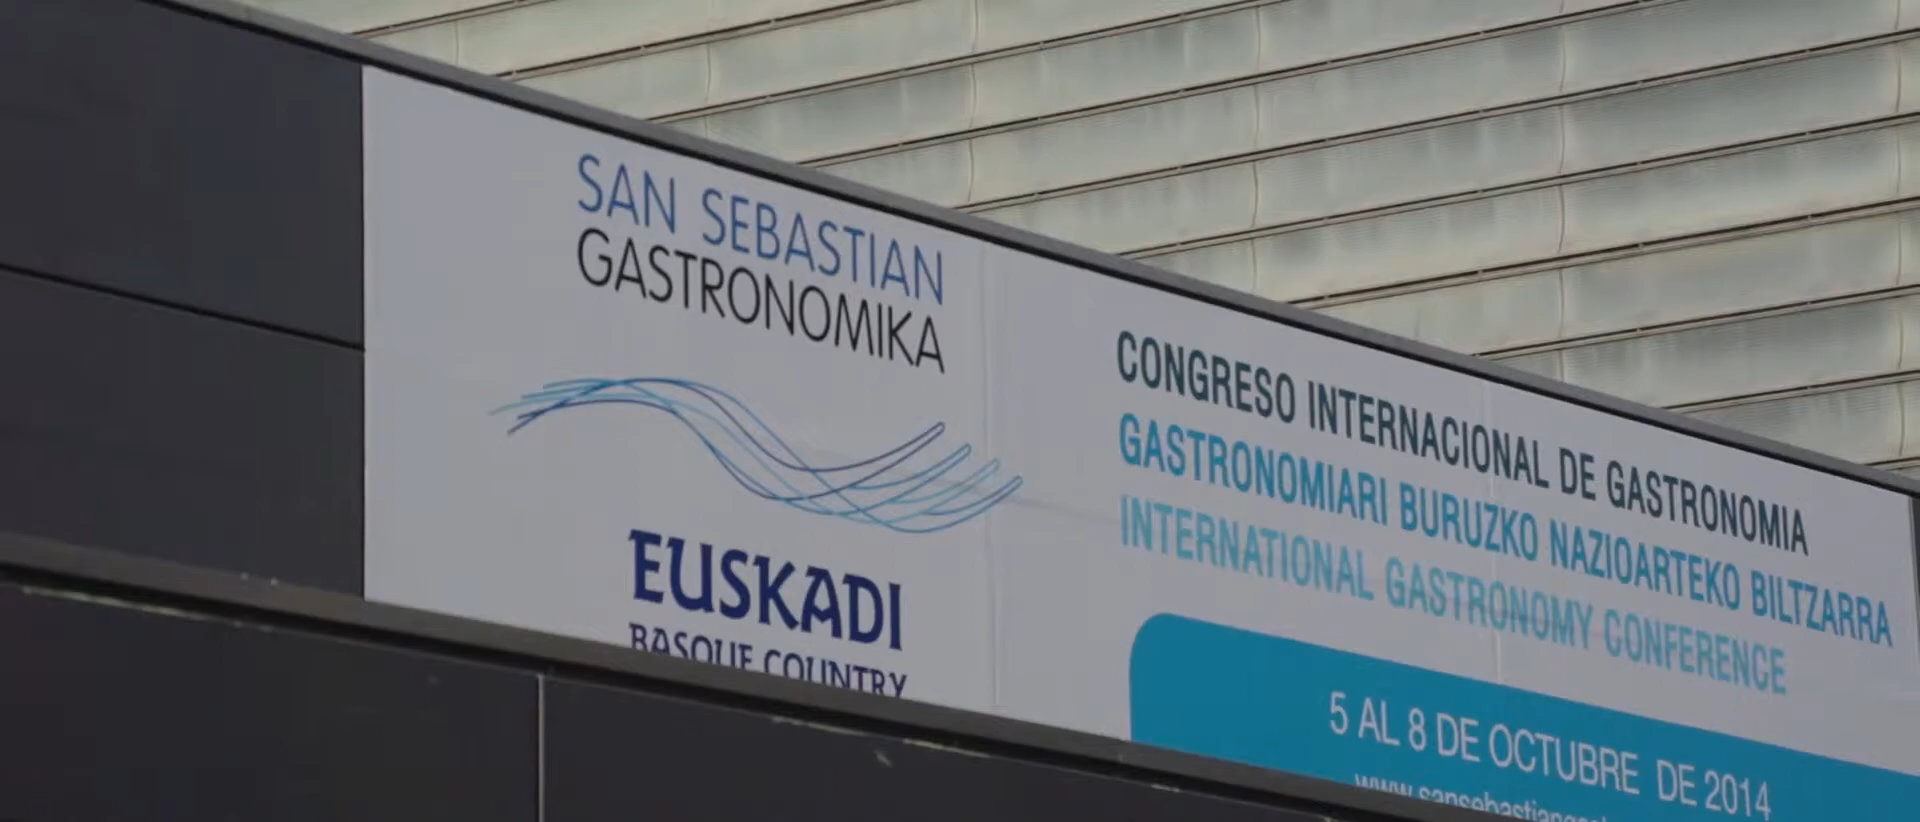 SAN SEBASTIAN
GASTRONOMIKA
EUSKADI
BASQUE COUNTRY
CONGRESO INTERNACIONAL DE GASTRONOMIA
GASTRONOMIARI BURUZKO NAZIOARTEKO BILTZARRA
INTERNATIONAL GASTRONOMY CONFERENCE
5 AL 8 DE OCTUBRE DE 2014